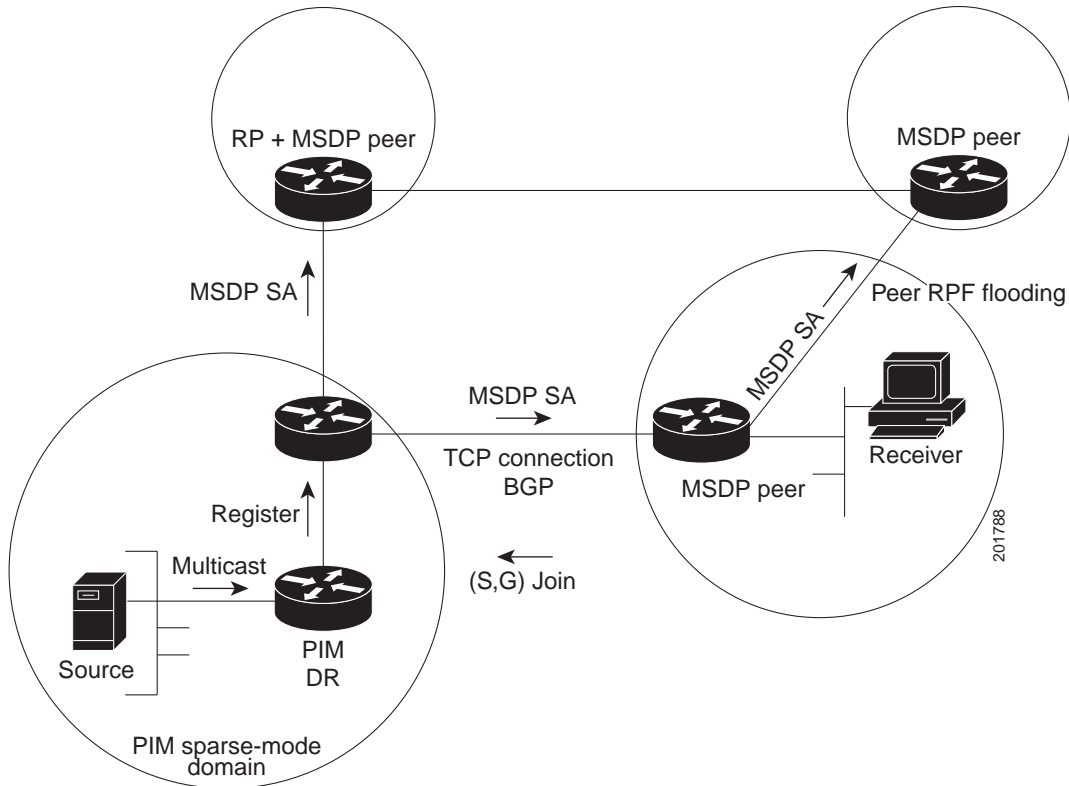 RP + MSDP peer
MSDP peer
MSDP SA
Peer RPF flooding
MSDP SA
MSDP SA
TCP connection
BGP
Receiver
MSDP peer
Register
Multicast
(S,G) Join
201788
Source
PIM
DR
PIM sparse-mode
domain